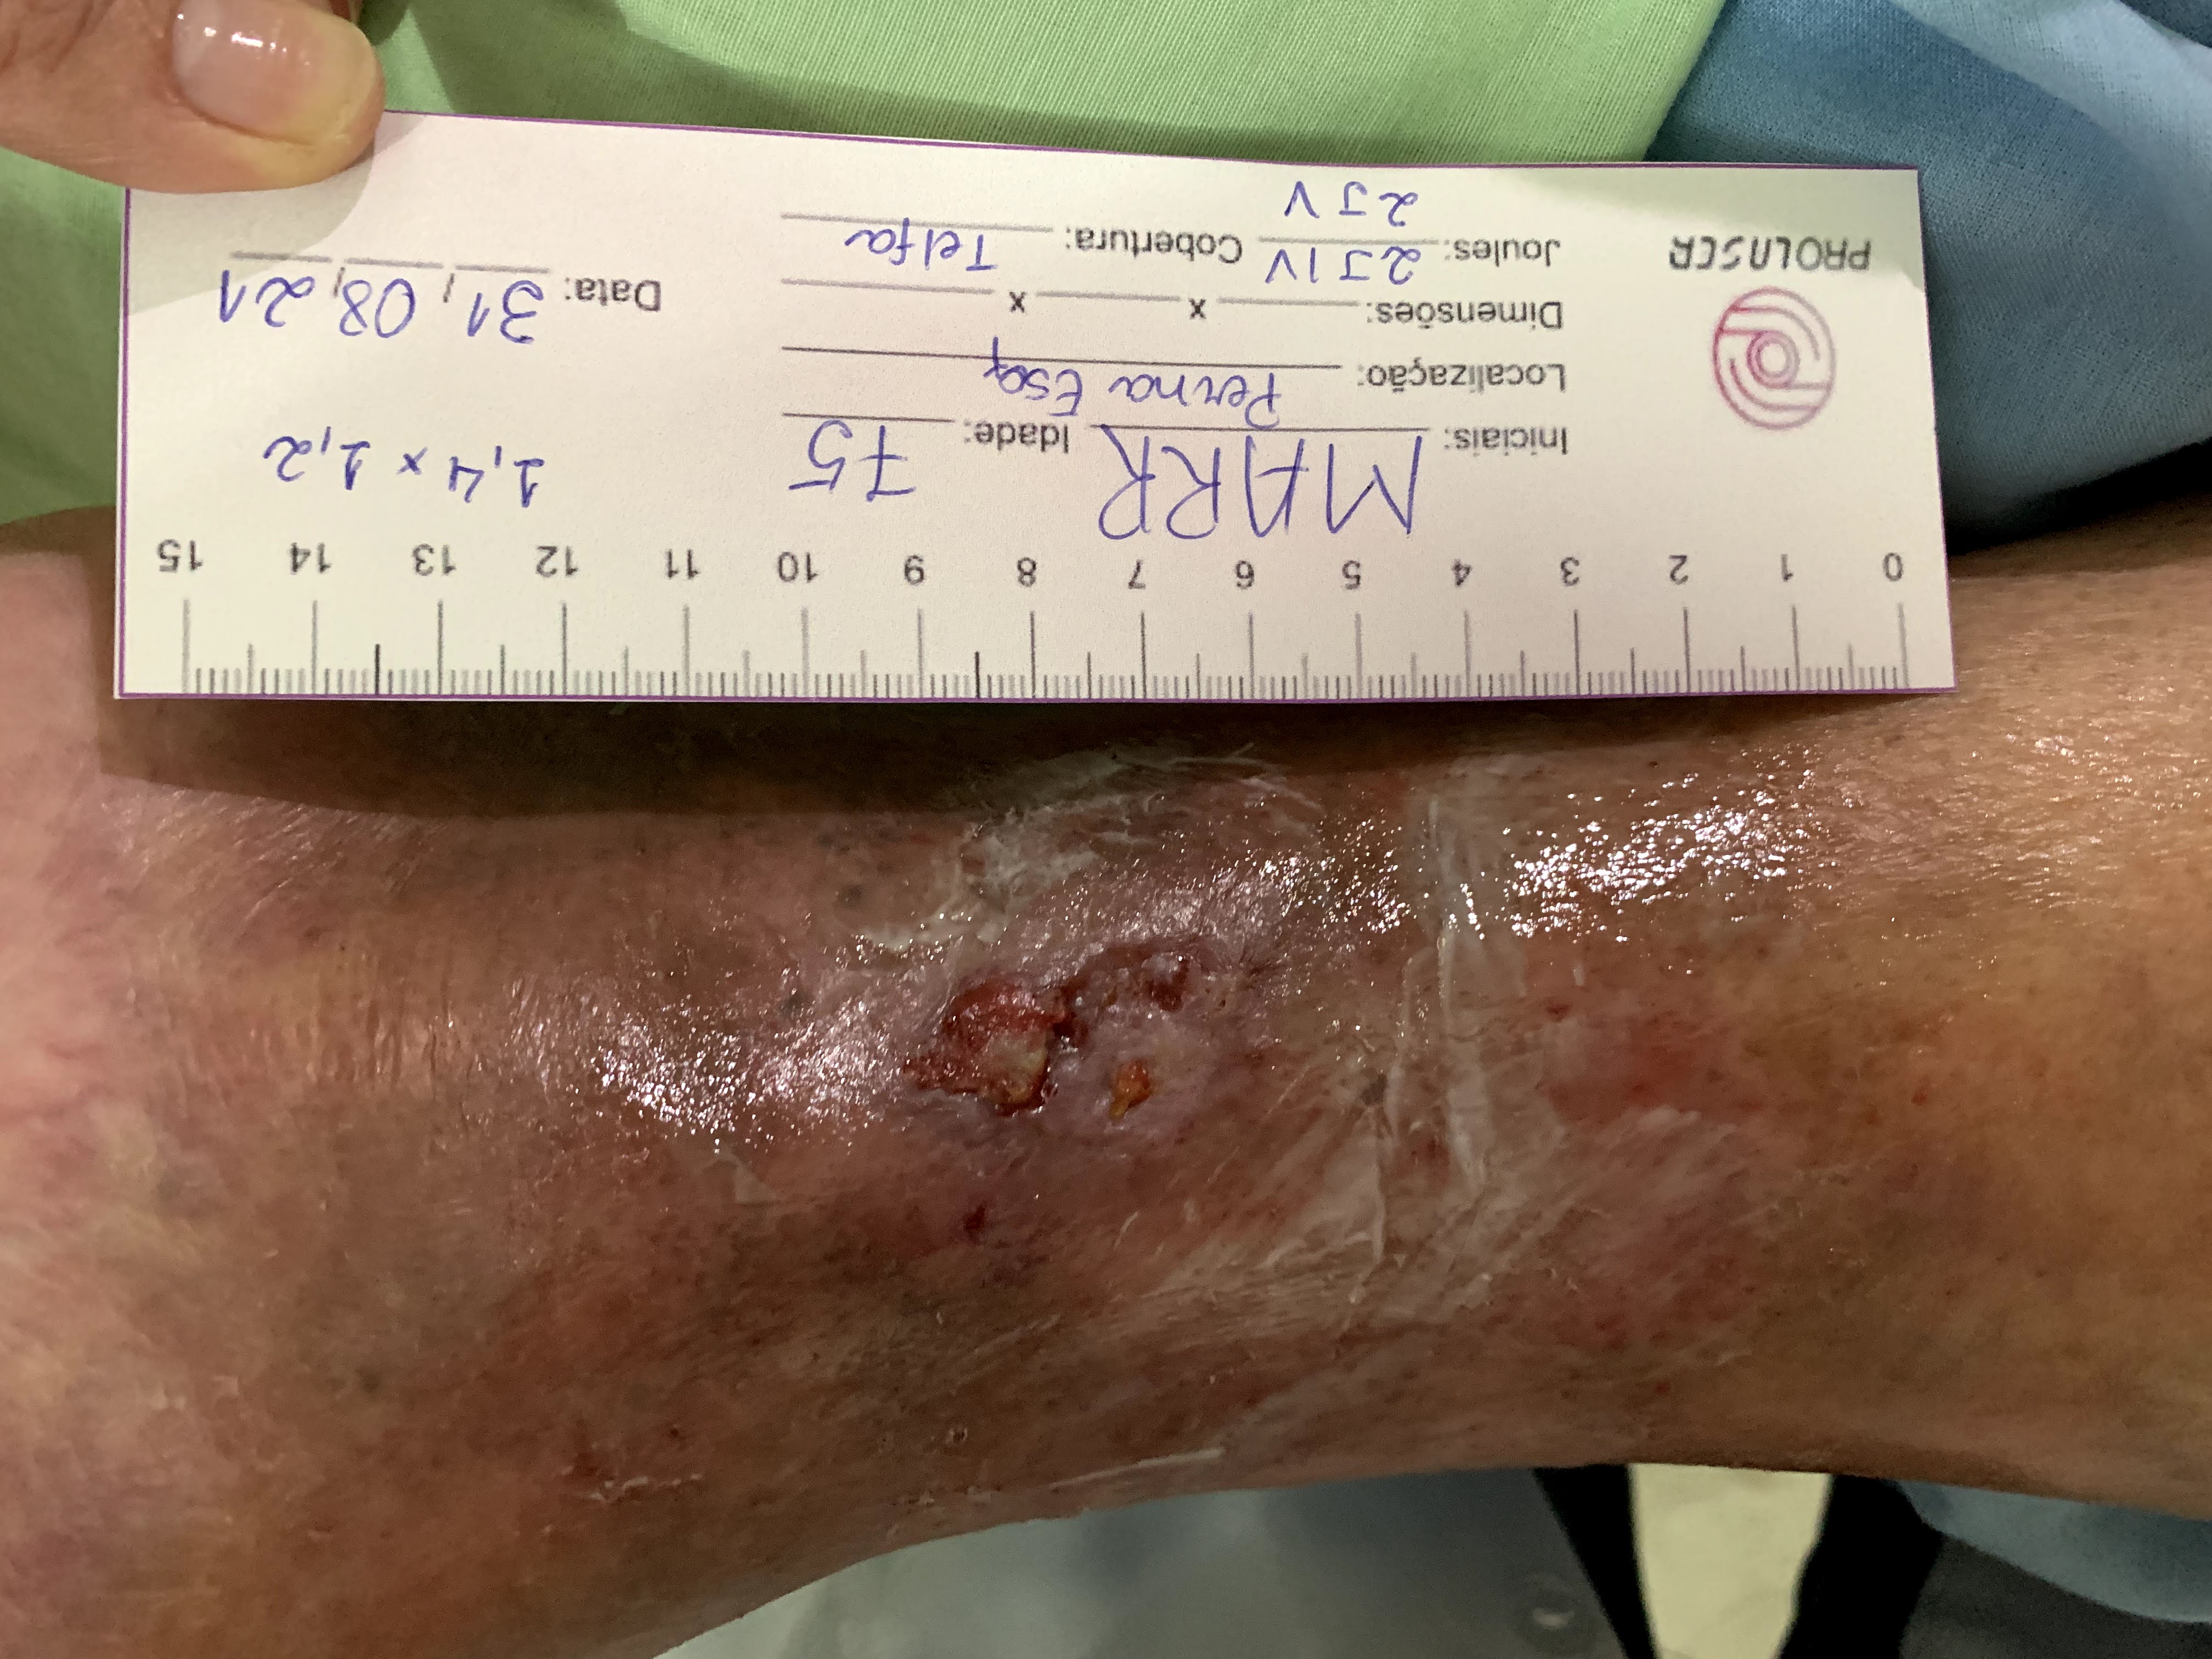 0 1 2 3 4 5 6 7 8 9 10 11 12 13 14 15
1,4 x 1,2
Iniciais: MARR Idade: 75
Localização: Perna Esq
Dimensões: x x
Data: 31, 08, 21
Joules: 2J IV Cobertura: Telfa
2J V
PROLASER